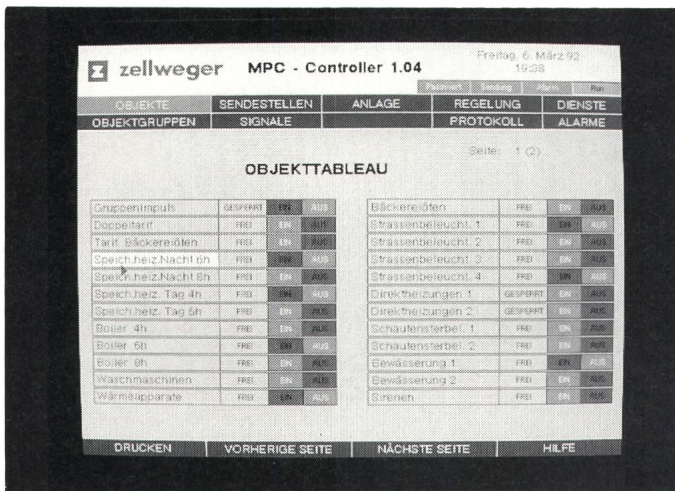 zellweger MPC - Controller 1.04
Freitag, 6. März 92
19:38
Passwort Sendung Alarm Run
OBJEKTE SENDESTELLEN ANLAGE REGELUNG DIENSTE
OBJEKTGRUPPEN SIGNALE PROTOKOLL ALARME
Seite: 1 (2)
OBJEKTTABLEAU
Gruppenimpuls GESPERRT EIN AUS Bäckereiöfen FREI EIN AUS
Doppeltarif FREI EIN AUS Strassenbeleucht. 1 FREI EIN AUS
Tarif Bäckereiöfen FREI EIN AUS Strassenbeleucht. 2 FREI EIN AUS
Speich.heiz.Nacht 6h FREI EIN AUS Strassenbeleucht. 3 FREI EIN AUS
Speich.heiz.Nacht 8h FREI EIN AUS Strassenbeleucht. 4 FREI EIN AUS
Speich.heiz. Tag 4h FREI EIN AUS Direktheizungen 1 GESPERRT EIN AUS
Speich.heiz. Tag 6h FREI EIN AUS Direktheizungen 2 GESPERRT EIN AUS
Boiler 4h FREI EIN AUS Schaufensterbel. 1 FREI EIN AUS
Boiler 6h FREI EIN AUS Schaufensterbel. 2 FREI EIN AUS
Boiler 8h FREI EIN AUS Bewässerung 1 FREI EIN AUS
Waschmaschinen FREI EIN AUS Bewässerung 2 FREI EIN AUS
Wärmeapparate FREI EIN AUS Sirenen FREI EIN AUS
DRUCKEN VORHERIGE SEITE NÄCHSTE SEITE HILFE